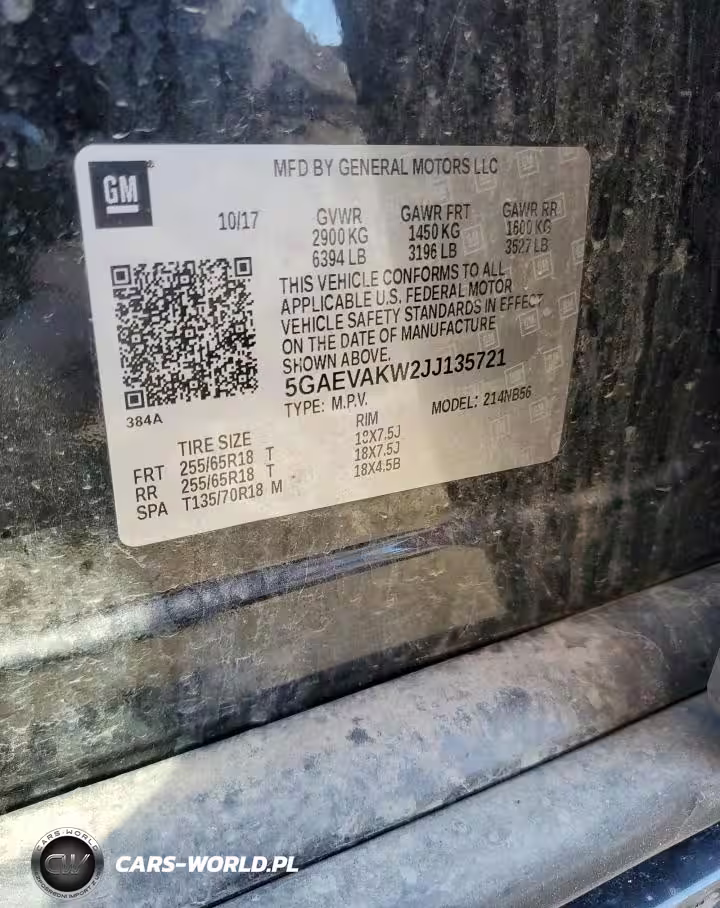 GM
MFD BY GENERAL MOTORS LLC
10/17
GVWR GAWR FRT GAWR RR
2900 KG 1450 KG 1600 KG
6394 LB 3196 LB 3527 LB
THIS VEHICLE CONFORMS TO ALL
APPLICABLE U.S. FEDERAL MOTOR
VEHICLE SAFETY STANDARDS IN EFFECT
ON THE DATE OF MANUFACTURE
SHOWN ABOVE.
5GAEVAKW2JJ135721
TYPE: M.P.V. MODEL: 214NB56
384A
TIRE SIZE RIM
FRT 255/65R18 T 18X7.5J
RR 255/65R18 T 18X7.5J
SPA T135/70R18 M 18X4.5B
CARS-WORLD
CW
CARS-WORLD.PL